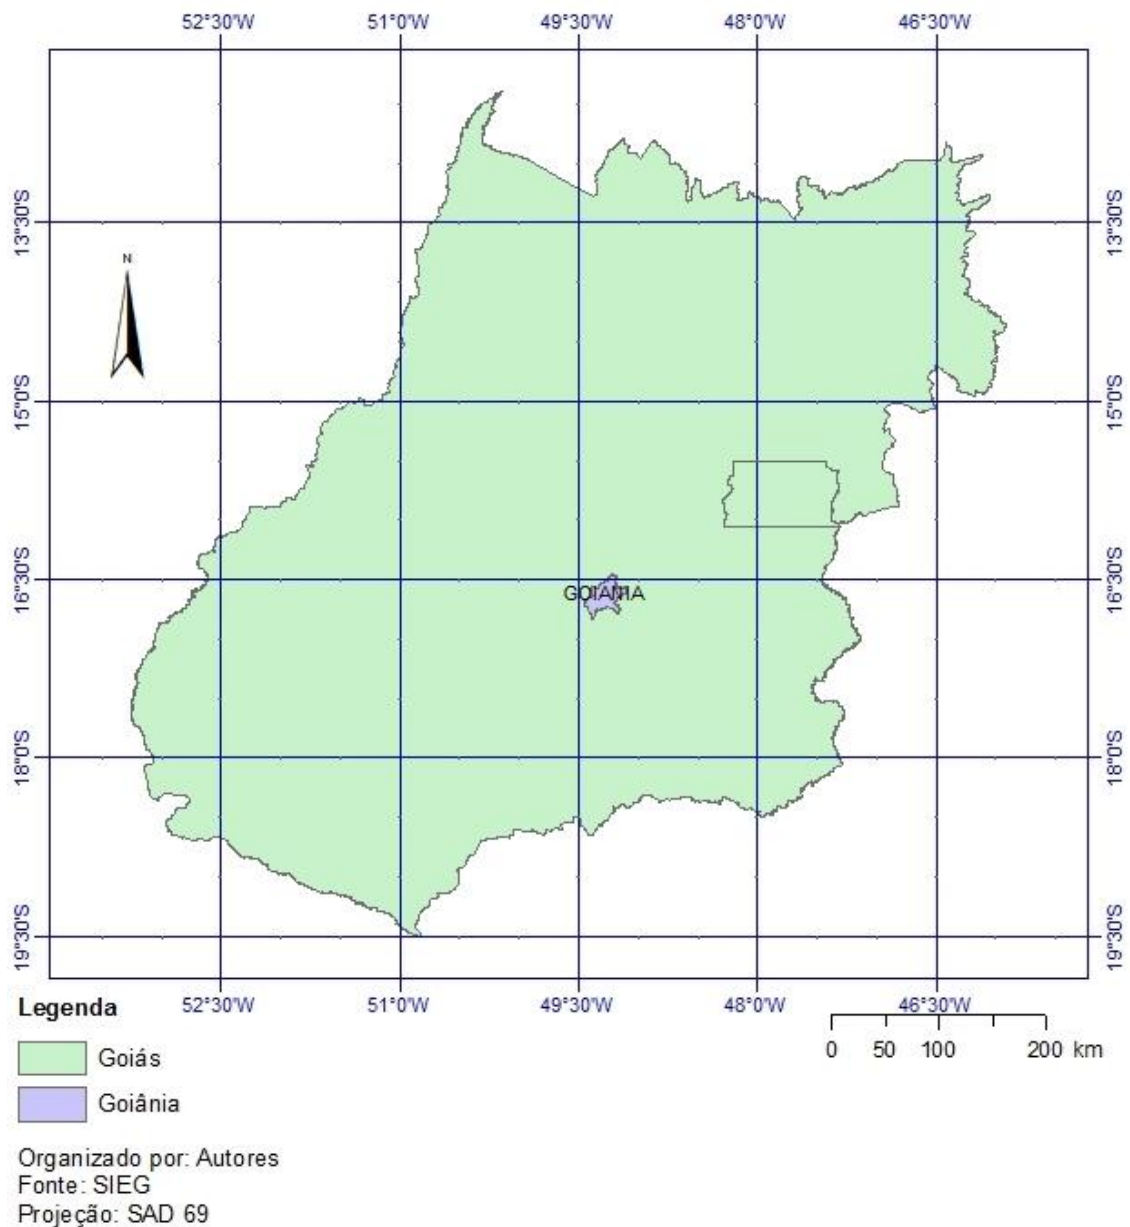 52°30'W 51°0'W 49°30'W 48°0'W 46°30'W
13°30'S 13°30'S
N
15°0'S 15°0'S
16°30'S 16°30'S
GOIANIA
18°0'S 18°0'S
19°30'S 19°30'S
52°30'W 51°0'W 49°30'W 48°0'W 46°30'W
Legenda
0 50 100 200 km
Goiás
Goiânia
Organizado por: Autores
Fonte: SIEG
Projeção: SAD 69